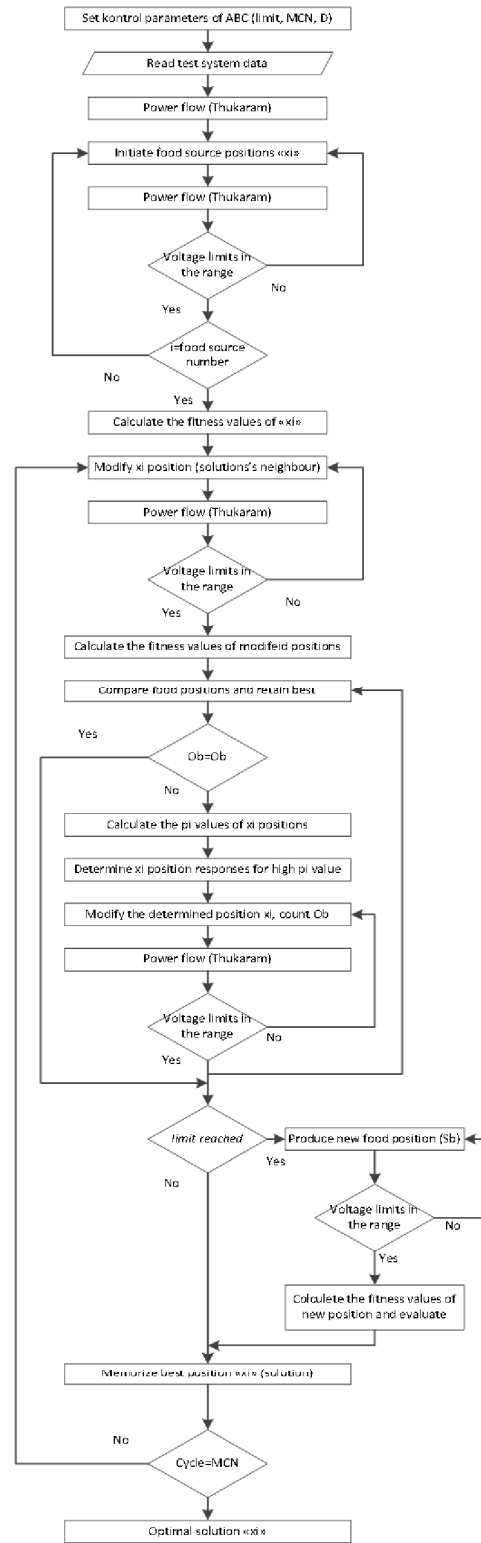 Set kontrol parameters of ABC (limit, MCN, D)
Read test system data
Power flow (Thukaram)
Initiate food source positions «xi»
Power flow (Thukaram)
Voltage limits in
the range
No
Yes
i=food source
number
No
Yes
Calculate the fitness values of «xi»
Modify xi position (solutions's neighbour)
Power flow (Thukaram)
Voltage limits in
the range
No
Yes
Calculate the fitness values of modifeid positions
Compare food positions and retain best
Yes
Ob=Ob
No
Calculate the pi values of xi positions
Determine xi position responses for high pi value
Modify the determined position xi, count Ob
Power flow (Thukaram)
Voltage limits in
the range
No
Yes
limit reached
Yes
Produce new food position (Sb)
No
Voltage limits in
the range
No
Yes
Colculete the fitness values of
new position and evaluate
Memorize best position «xi» (solution)
No
Cycle=MCN
Optimal solution «xi»